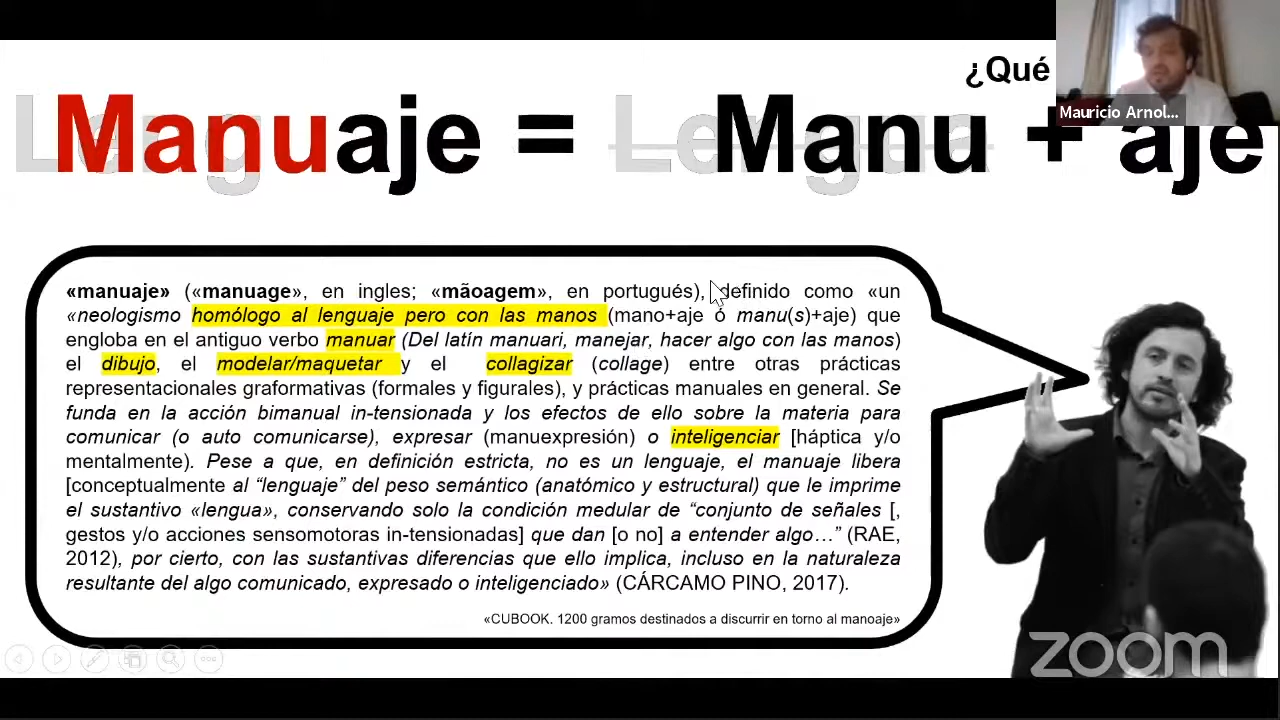 ¿Qué
Mauricio Arnol...
Manuaje = Lengua Manu + aje
«manuaje» («manuage», en ingles; «mãoagem», en portugués), definido como «un
«neologismo homólogo al lenguaje pero con las manos (mano+aje ó manu(s)+aje) que
engloba en el antiguo verbo manuar (Del latín manuari, manejar, hacer algo con las manos)
el dibujo, el modelar/maquetar y el collagizar (collage) entre otras prácticas
representacionales graformativas (formales y figurales), y prácticas manuales en general. Se
funda en la acción bimanual in-tensionada y los efectos de ello sobre la materia para
comunicar (o auto comunicarse), expresar (manuexpresión) o inteligenciar [háptica y/o
mentalmente). Pese a que, en definición estricta, no es un lenguaje, el manuaje libera
[conceptualmente al “lenguaje” del peso semántico (anatómico y estructural) que le imprime
el sustantivo «lengua», conservando solo la condición medular de “conjunto de señales [,
gestos y/o acciones sensomotoras in-tensionadas] que dan [o no] a entender algo…” (RAE,
2012), por cierto, con las sustantivas diferencias que ello implica, incluso en la naturaleza
resultante del algo comunicado, expresado o inteligenciado» (CÁRCAMO PINO, 2017).
«CUBOOK. 1200 gramos destinados a discurrir en torno al manoaje»
zoom